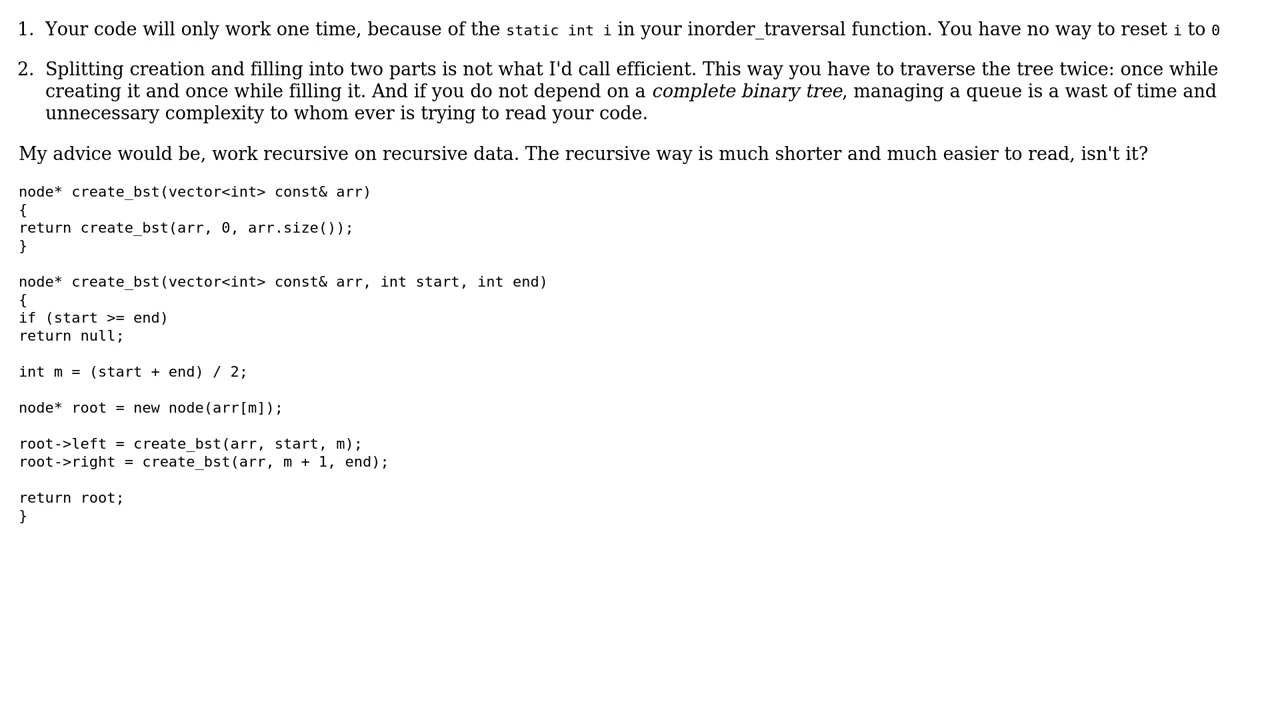 1. Your code will only work one time, because of the static int i in your inorder_traversal function. You have no way to reset i to 0
2. Splitting creation and filling into two parts is not what I'd call efficient. This way you have to traverse the tree twice: once while
creating it and once while filling it. And if you do not depend on a complete binary tree, managing a queue is a wast of time and
unnecessary complexity to whom ever is trying to read your code.
My advice would be, work recursive on recursive data. The recursive way is much shorter and much easier to read, isn't it?
node* create_bst(vector<int> const& arr)
{
return create_bst(arr, 0, arr.size());
}
node* create_bst(vector<int> const& arr, int start, int end)
{
if (start >= end)
return null;
int m = (start + end) / 2;
node* root = new node(arr[m]);
root->left = create_bst(arr, start, m);
root->right = create_bst(arr, m + 1, end);
return root;
}